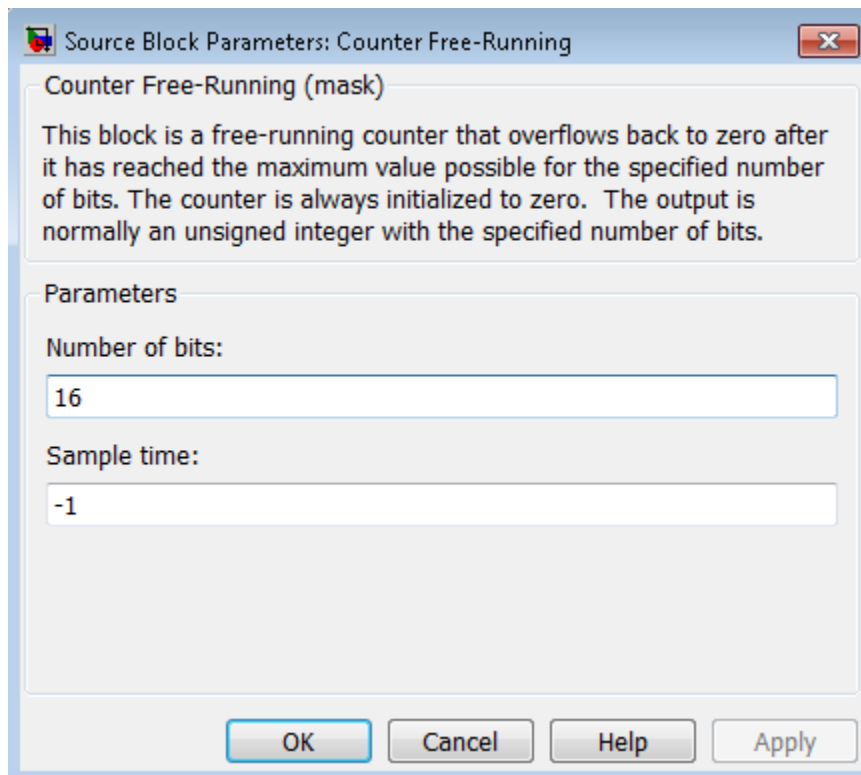 Source Block Parameters: Counter Free-Running
Counter Free-Running (mask)
This block is a free-running counter that overflows back to zero after
it has reached the maximum value possible for the specified number
of bits. The counter is always initialized to zero.  The output is
normally an unsigned integer with the specified number of bits.
Parameters
Number of bits:
16
Sample time:
-1
OK Cancel Help Apply